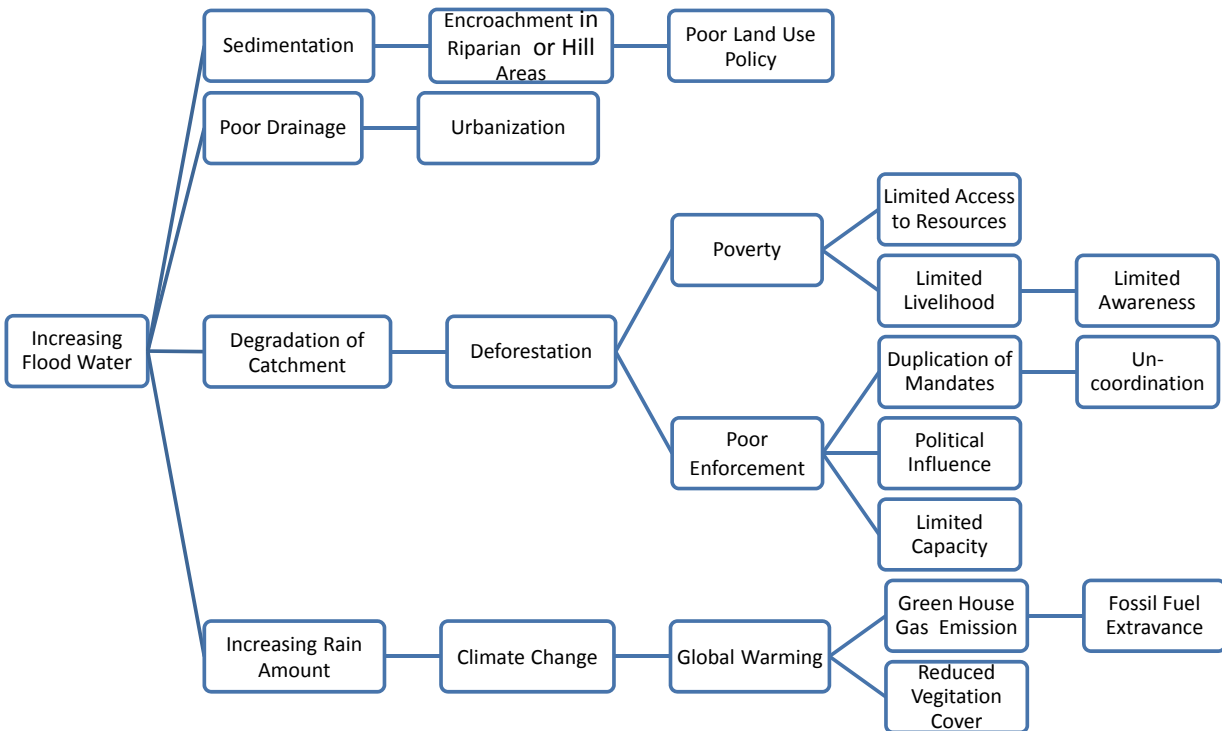 Sedimentation
Encroachment in
Riparian or Hill
Areas
Poor Land Use
Policy
Poor Drainage
Urbanization
Increasing
Flood Water
Degradation of
Catchment
Deforestation
Poverty
Limited Access
to Resources
Limited
Livelihood
Limited
Awareness
Poor
Enforcement
Duplication of
Mandates
Un-
coordination
Political
Influence
Limited
Capacity
Increasing Rain
Amount
Climate Change
Global Warming
Green House
Gas Emission
Fossil Fuel
Extravance
Reduced
Vegitation
Cover